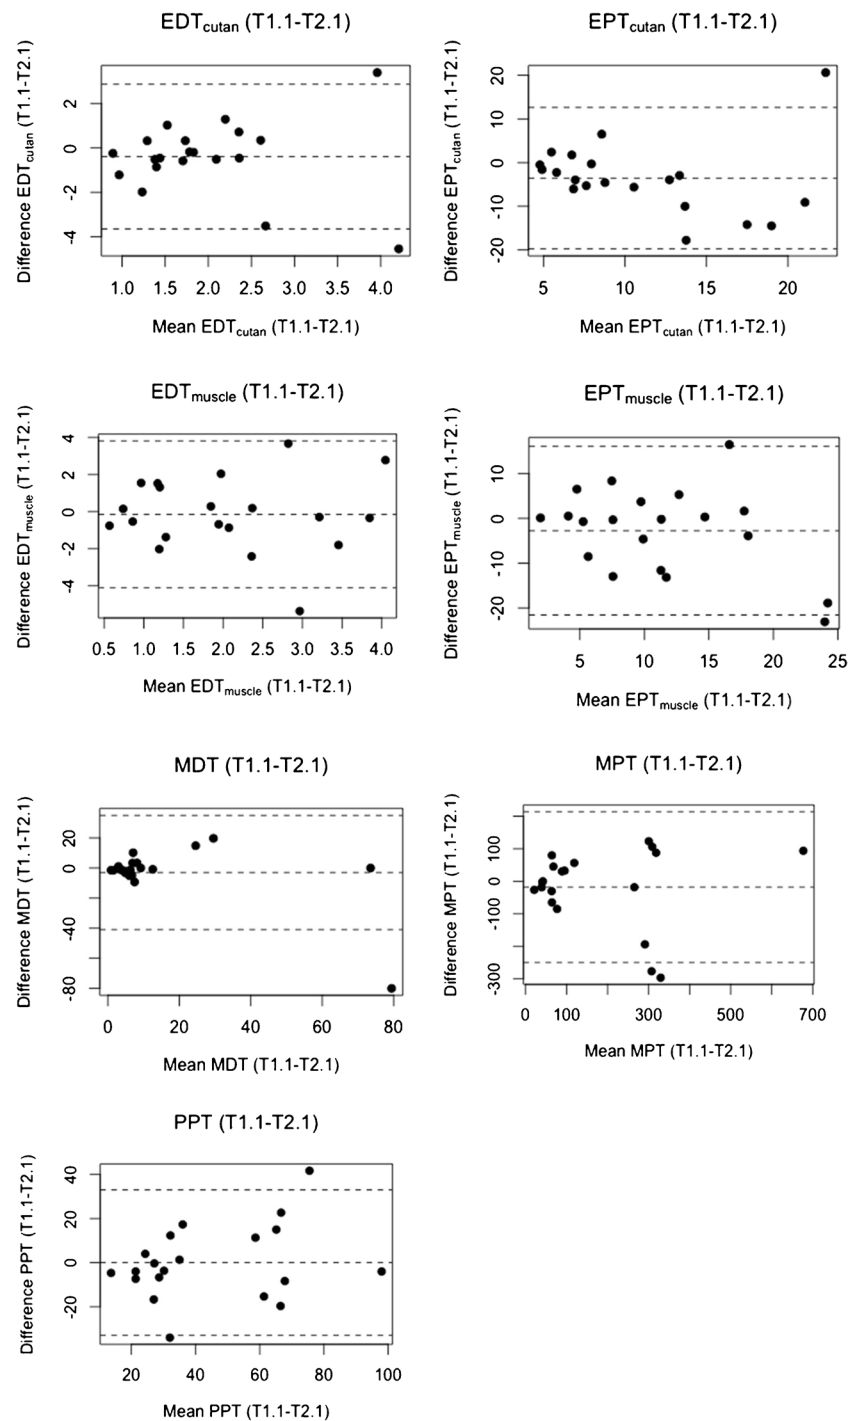 EDTcutan (T1.1-T2.1)
Difference EDTcutan (T1.1-T2.1)
2
0
-2
-4
1.0 1.5 2.0 2.5 3.0 3.5 4.0
Mean EDTcutan (T1.1-T2.1)
EPTcutan (T1.1-T2.1)
Difference EPTcutan (T1.1-T2.1)
20
10
0
-10
-20
5 10 15 20
Mean EPTcutan (T1.1-T2.1)
EDTmuscle (T1.1-T2.1)
Difference EDTmuscle (T1.1-T2.1)
4
2
0
-2
-4
0.5 1.0 1.5 2.0 2.5 3.0 3.5 4.0
Mean EDTmuscle (T1.1-T2.1)
EPTmuscle (T1.1-T2.1)
Difference EPTmuscle (T1.1-T2.1)
10
0
-10
-20
5 10 15 20 25
Mean EPTmuscle (T1.1-T2.1)
MDT (T1.1-T2.1)
Difference MDT (T1.1-T2.1)
20
0
-40
-80
0 20 40 60 80
Mean MDT (T1.1-T2.1)
MPT (T1.1-T2.1)
Difference MPT (T1.1-T2.1)
100
0
-100
-300
0 100 300 500 700
Mean MPT (T1.1-T2.1)
PPT (T1.1-T2.1)
Difference PPT (T1.1-T2.1)
40
20
0
-20
20 40 60 80 100
Mean PPT (T1.1-T2.1)